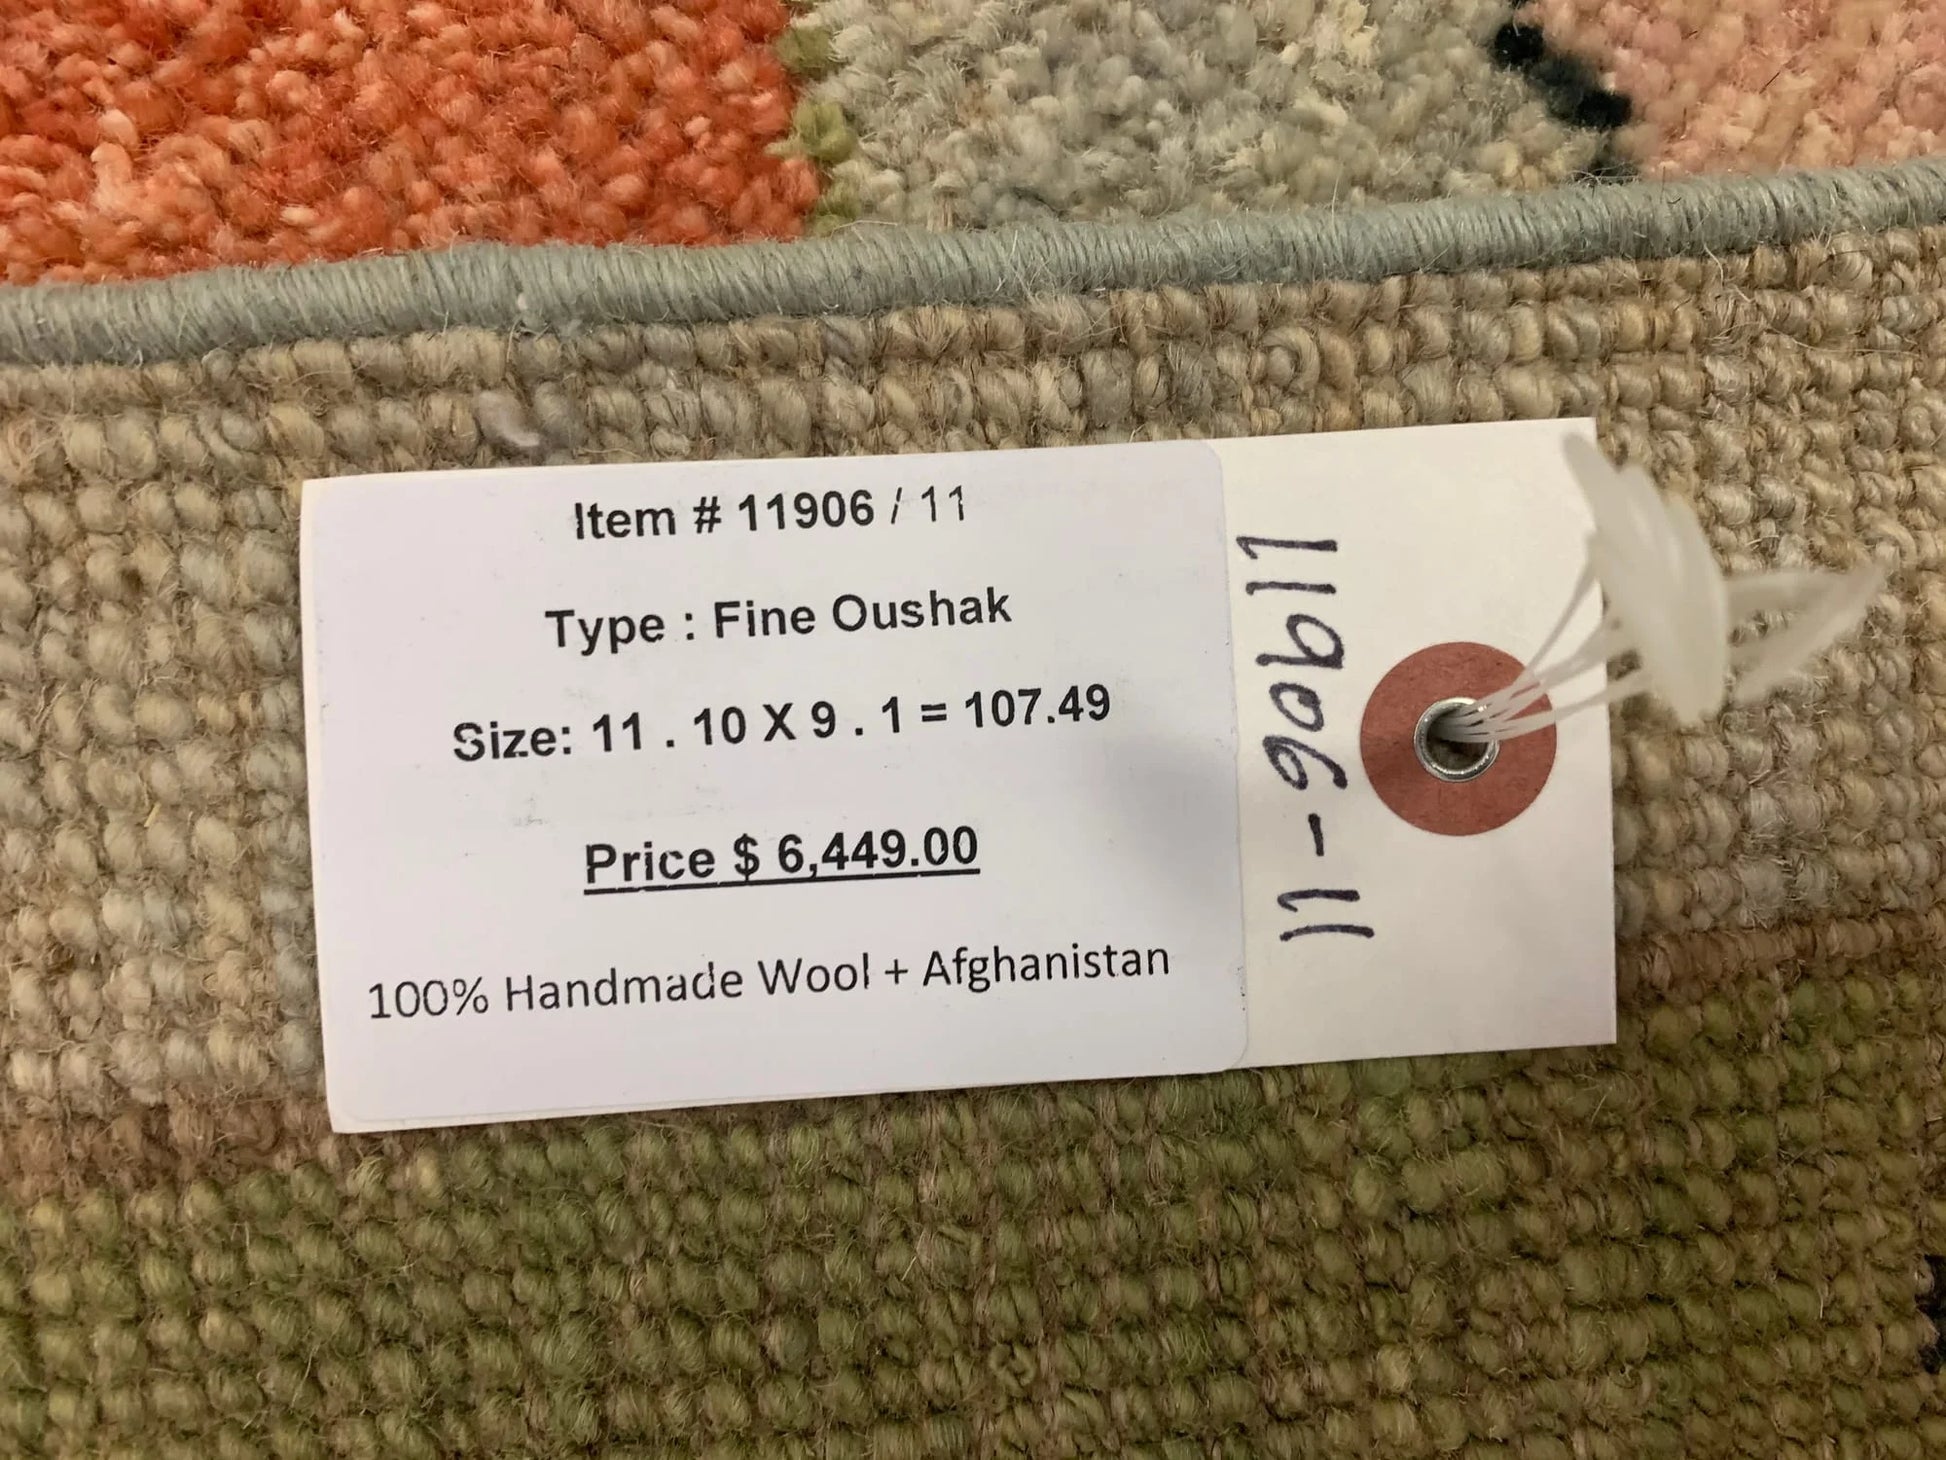 Item # 11906 / 11
Type : Fine Oushak
Size: 11 . 10 X 9 . 1 = 107.49
Price $ 6,449.00
100% Handmade Wool + Afghanistan
11906-11